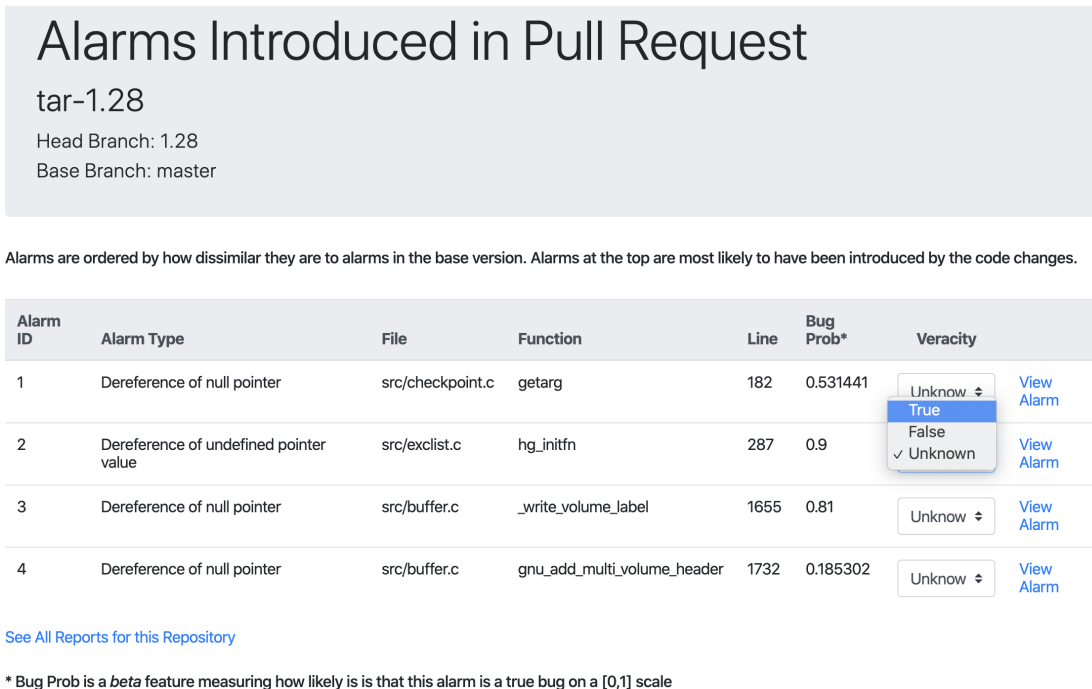 Alarms Introduced in Pull Request
tar-1.28
Head Branch: 1.28
Base Branch: master
Alarms are ordered by how dissimilar they are to alarms in the base version. Alarms at the top are most likely to have been introduced by the code changes.
Alarm ID Alarm Type File Function Line Bug Prob* Veracity
1 Dereference of null pointer src/checkpoint.c getarg 182 0.531441 Unknow View Alarm
True
False
✓ Unknown
2 Dereference of undefined pointer value src/exclist.c hg_initfn 287 0.9 View Alarm
3 Dereference of null pointer src/buffer.c _write_volume_label 1655 0.81 Unknow View Alarm
4 Dereference of null pointer src/buffer.c gnu_add_multi_volume_header 1732 0.185302 Unknow View Alarm
See All Reports for this Repository
* Bug Prob is a beta feature measuring how likely is is that this alarm is a true bug on a [0,1] scale